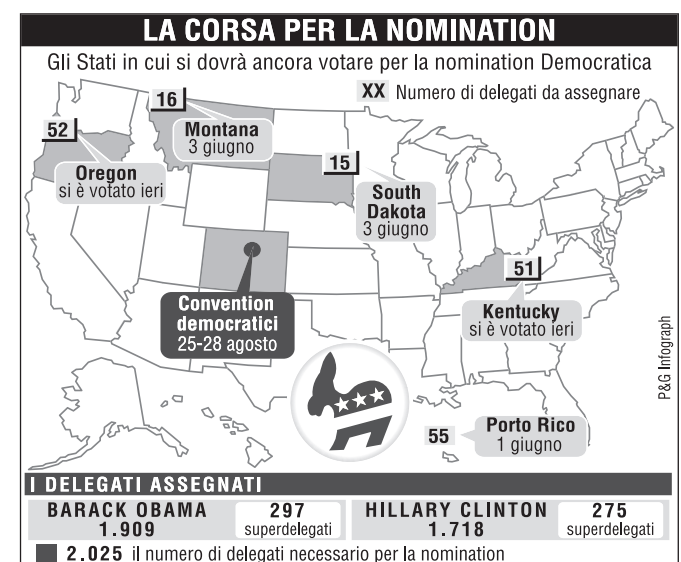 LA CORSA PER LA NOMINATION
Gli Stati in cui si dovrà ancora votare per la nomination Democratica
XX Numero di delegati da assegnare
16
Montana
3 giugno
52
Oregon
si è votato ieri
15
South
Dakota
3 giugno
51
Kentucky
si è votato ieri
Convention
democratici
25-28 agosto
55
Porto Rico
1 giugno
P&G Infograph
I DELEGATI ASSEGNATI
BARACK OBAMA
1.909
297
superdelegati
HILLARY CLINTON
1.718
275
superdelegati
2.025 il numero di delegati necessario per la nomination